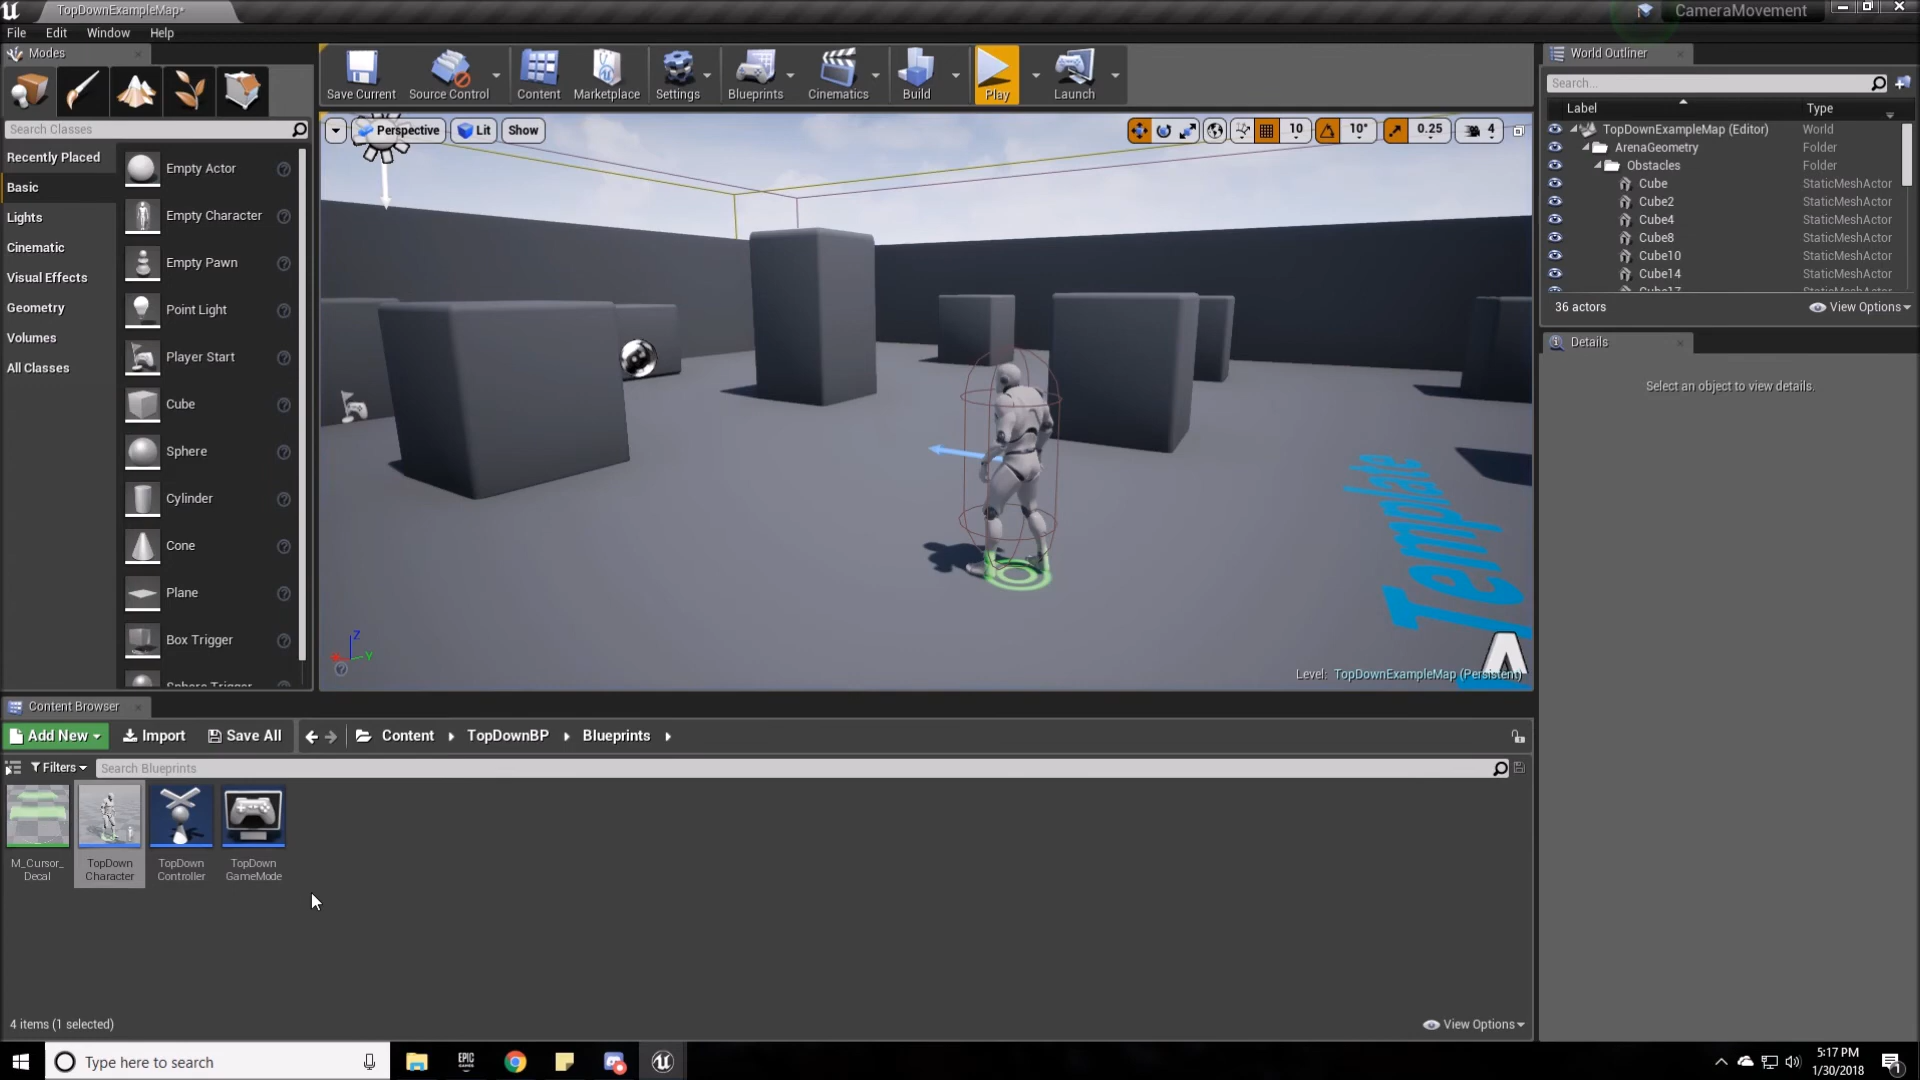 TopDownExampleMap*
CameraMovement
File
Edit
Window
Help
Modes
Search Classes
Recently Placed
Basic
Lights
Cinematic
Visual Effects
Geometry
Volumes
All Classes
Empty Actor
Empty Character
Empty Pawn
Point Light
Player Start
Cube
Sphere
Cylinder
Cone
Plane
Box Trigger
Sphere Trigger
Save Current
Source Control
Content
Marketplace
Settings
Blueprints
Cinematics
Build
Play
Launch
Perspective
Lit
Show
10
10°
0.25
4
Template
Z
Y
Level: TopDownExampleMap (Persistent)
World Outliner
Search...
Label
Type
TopDownExampleMap (Editor)
World
ArenaGeometry
Folder
Obstacles
Folder
Cube
StaticMeshActor
Cube2
StaticMeshActor
Cube4
StaticMeshActor
Cube8
StaticMeshActor
Cube10
StaticMeshActor
Cube14
StaticMeshActor
Cube17
StaticMeshActor
36 actors
View Options
Details
Select an object to view details.
Content Browser
Add New
Import
Save All
Content
TopDownBP
Blueprints
Filters
Search Blueprints
M_Cursor_
Decal
TopDown
Character
TopDown
Controller
TopDown
GameMode
4 items (1 selected)
View Options
Type here to search
EPIC
GAMES
5:17 PM
1/30/2018
1